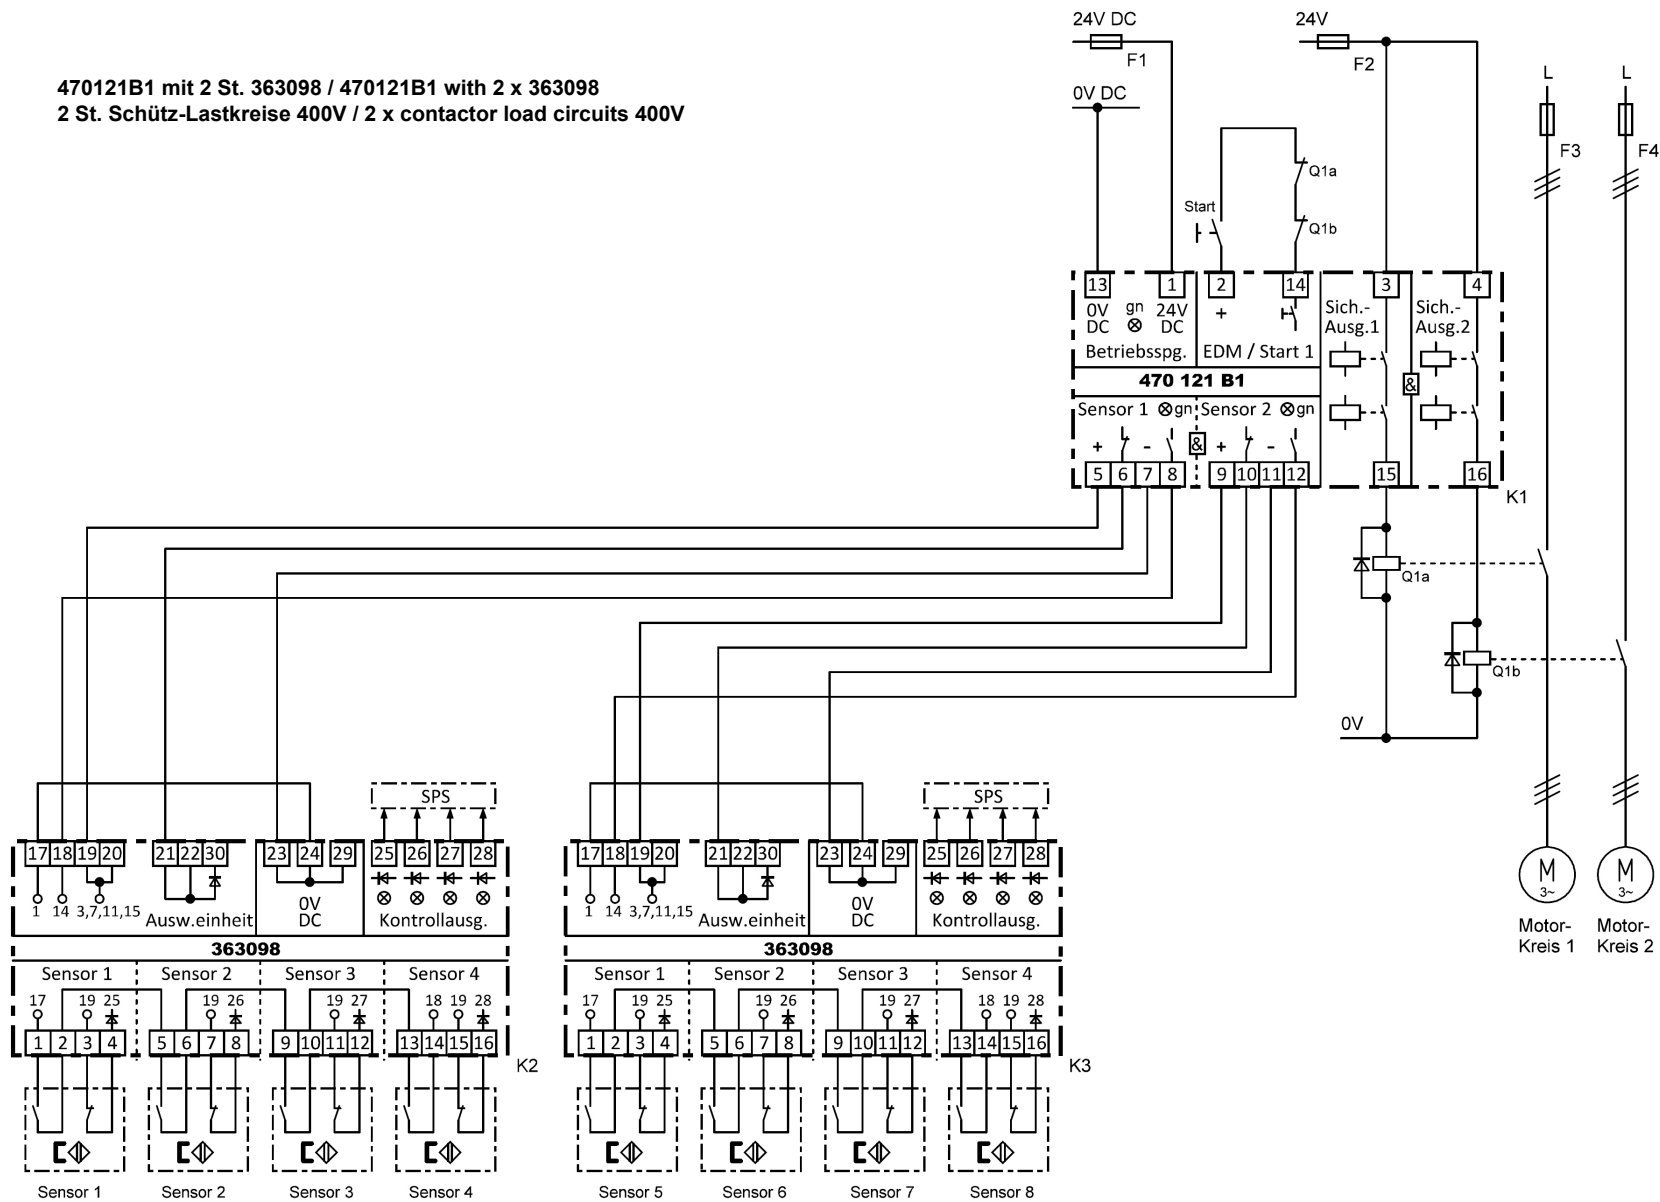 24V DC
24V
F1
F2
L L
470121B1 mit 2 St. 363098 / 470121B1 with 2 x 363098
2 St. Schütz-Lastkreise 400V / 2 x contactor load circuits 400V
0V DC
F3 F4
Q1a
Start
Q1b
13 1 2 14 3 4
0V gn 24V + Sich.- Sich.-
DC DC Ausg.1 Ausg.2
Betriebsspg. EDM / Start 1
470 121 B1
&
Sensor 1 gn Sensor 2 gn
+ - & + -
5 6 7 8 9 10 11 12 15 16
K1
Q1a
Q1b
0V
SPS SPS
17 18 19 20 21 22 30 23 24 29 25 26 27 28
1 14 3,7,11,15 Ausw.einheit 0V
DC Kontrollausg.
363098
Sensor 1 Sensor 2 Sensor 3 Sensor 4
17 19 25 19 26 19 27 18 19 28
1 2 3 4 5 6 7 8 9 10 11 12 13 14 15 16
K2
Sensor 1 Sensor 2 Sensor 3 Sensor 4
17 18 19 20 21 22 30 23 24 29 25 26 27 28
1 14 3,7,11,15 Ausw.einheit 0V
DC Kontrollausg.
363098
Sensor 1 Sensor 2 Sensor 3 Sensor 4
17 19 25 19 26 19 27 18 19 28
1 2 3 4 5 6 7 8 9 10 11 12 13 14 15 16
K3
Sensor 5 Sensor 6 Sensor 7 Sensor 8
M M
3~ 3~
Motor- Motor-
Kreis 1 Kreis 2